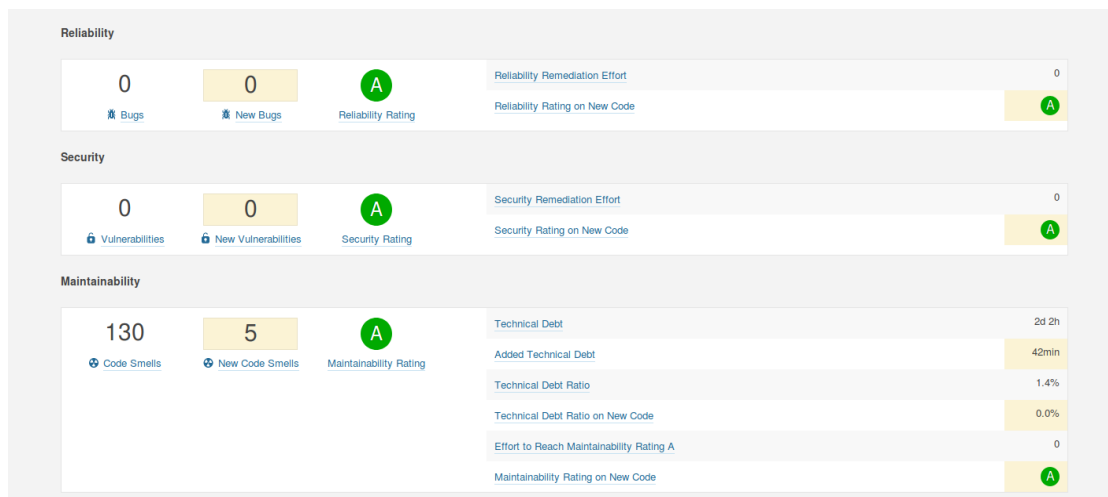 Reliability
0 0 A
Bugs New Bugs Reliability Rating
Reliability Remediation Effort 0
Reliability Rating on New Code A
Security
0 0 A
Vulnerabilities New Vulnerabilities Security Rating
Security Remediation Effort 0
Security Rating on New Code A
Maintainability
130 5 A
Code Smells New Code Smells Maintainability Rating
Technical Debt 2d 2h
Added Technical Debt 42min
Technical Debt Ratio 1.4%
Technical Debt Ratio on New Code 0.0%
Effort to Reach Maintainability Rating A 0
Maintainability Rating on New Code A